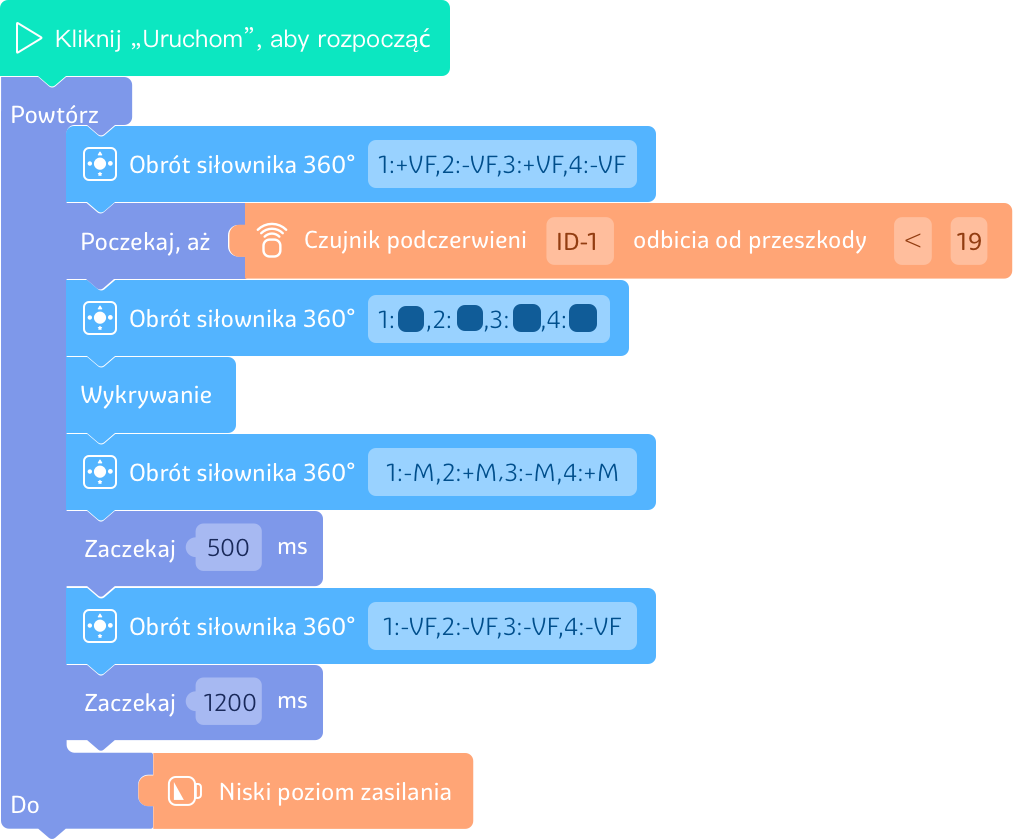 Kliknij „Uruchom”, aby rozpocząć
Powtórz
Obrót siłownika 360° 1:+VF,2:-VF,3:+VF,4:-VF
Poczekaj, aż Czujnik podczerwieni ID-1 odbicia od przeszkody < 19
Obrót siłownika 360° 1: ,2: ,3: ,4:
Wykrywanie
Obrót siłownika 360° 1:-M,2:+M,3:-M,4:+M
Zaczekaj 500 ms
Obrót siłownika 360° 1:-VF,2:-VF,3:-VF,4:-VF
Zaczekaj 1200 ms
Do Niski poziom zasilania